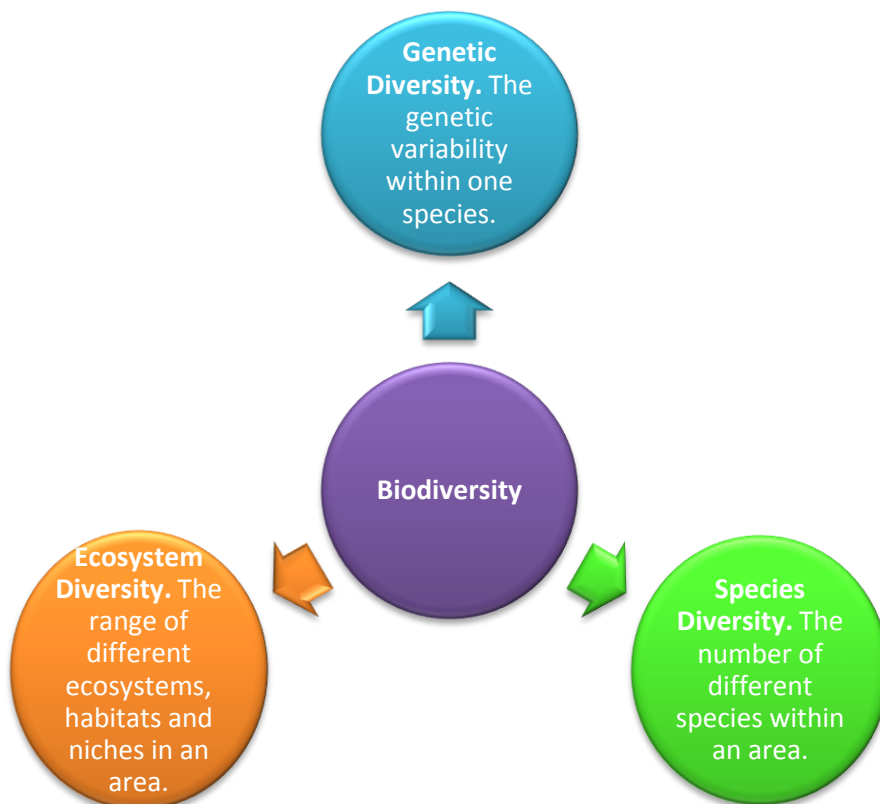 Genetic
Diversity. The
genetic
variability
within one
species.
Biodiversity
Ecosystem
Diversity. The
range of
different
ecosystems,
habitats and
niches in an
area.
Species
Diversity. The
number of
different
species within
an area.